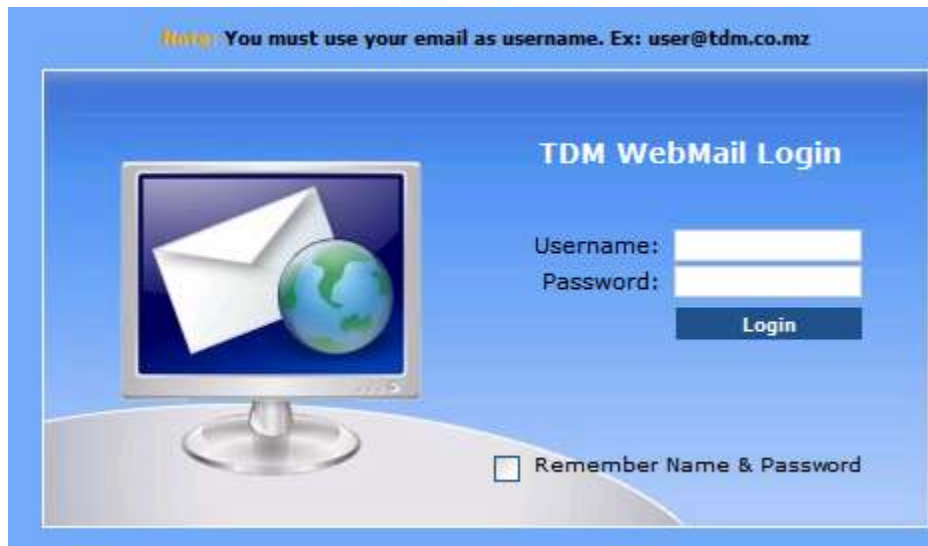 Note: You must use your email as username. Ex: user@tdm.co.mz
TDM WebMail Login
Username:
Password:
Login
Remember Name & Password